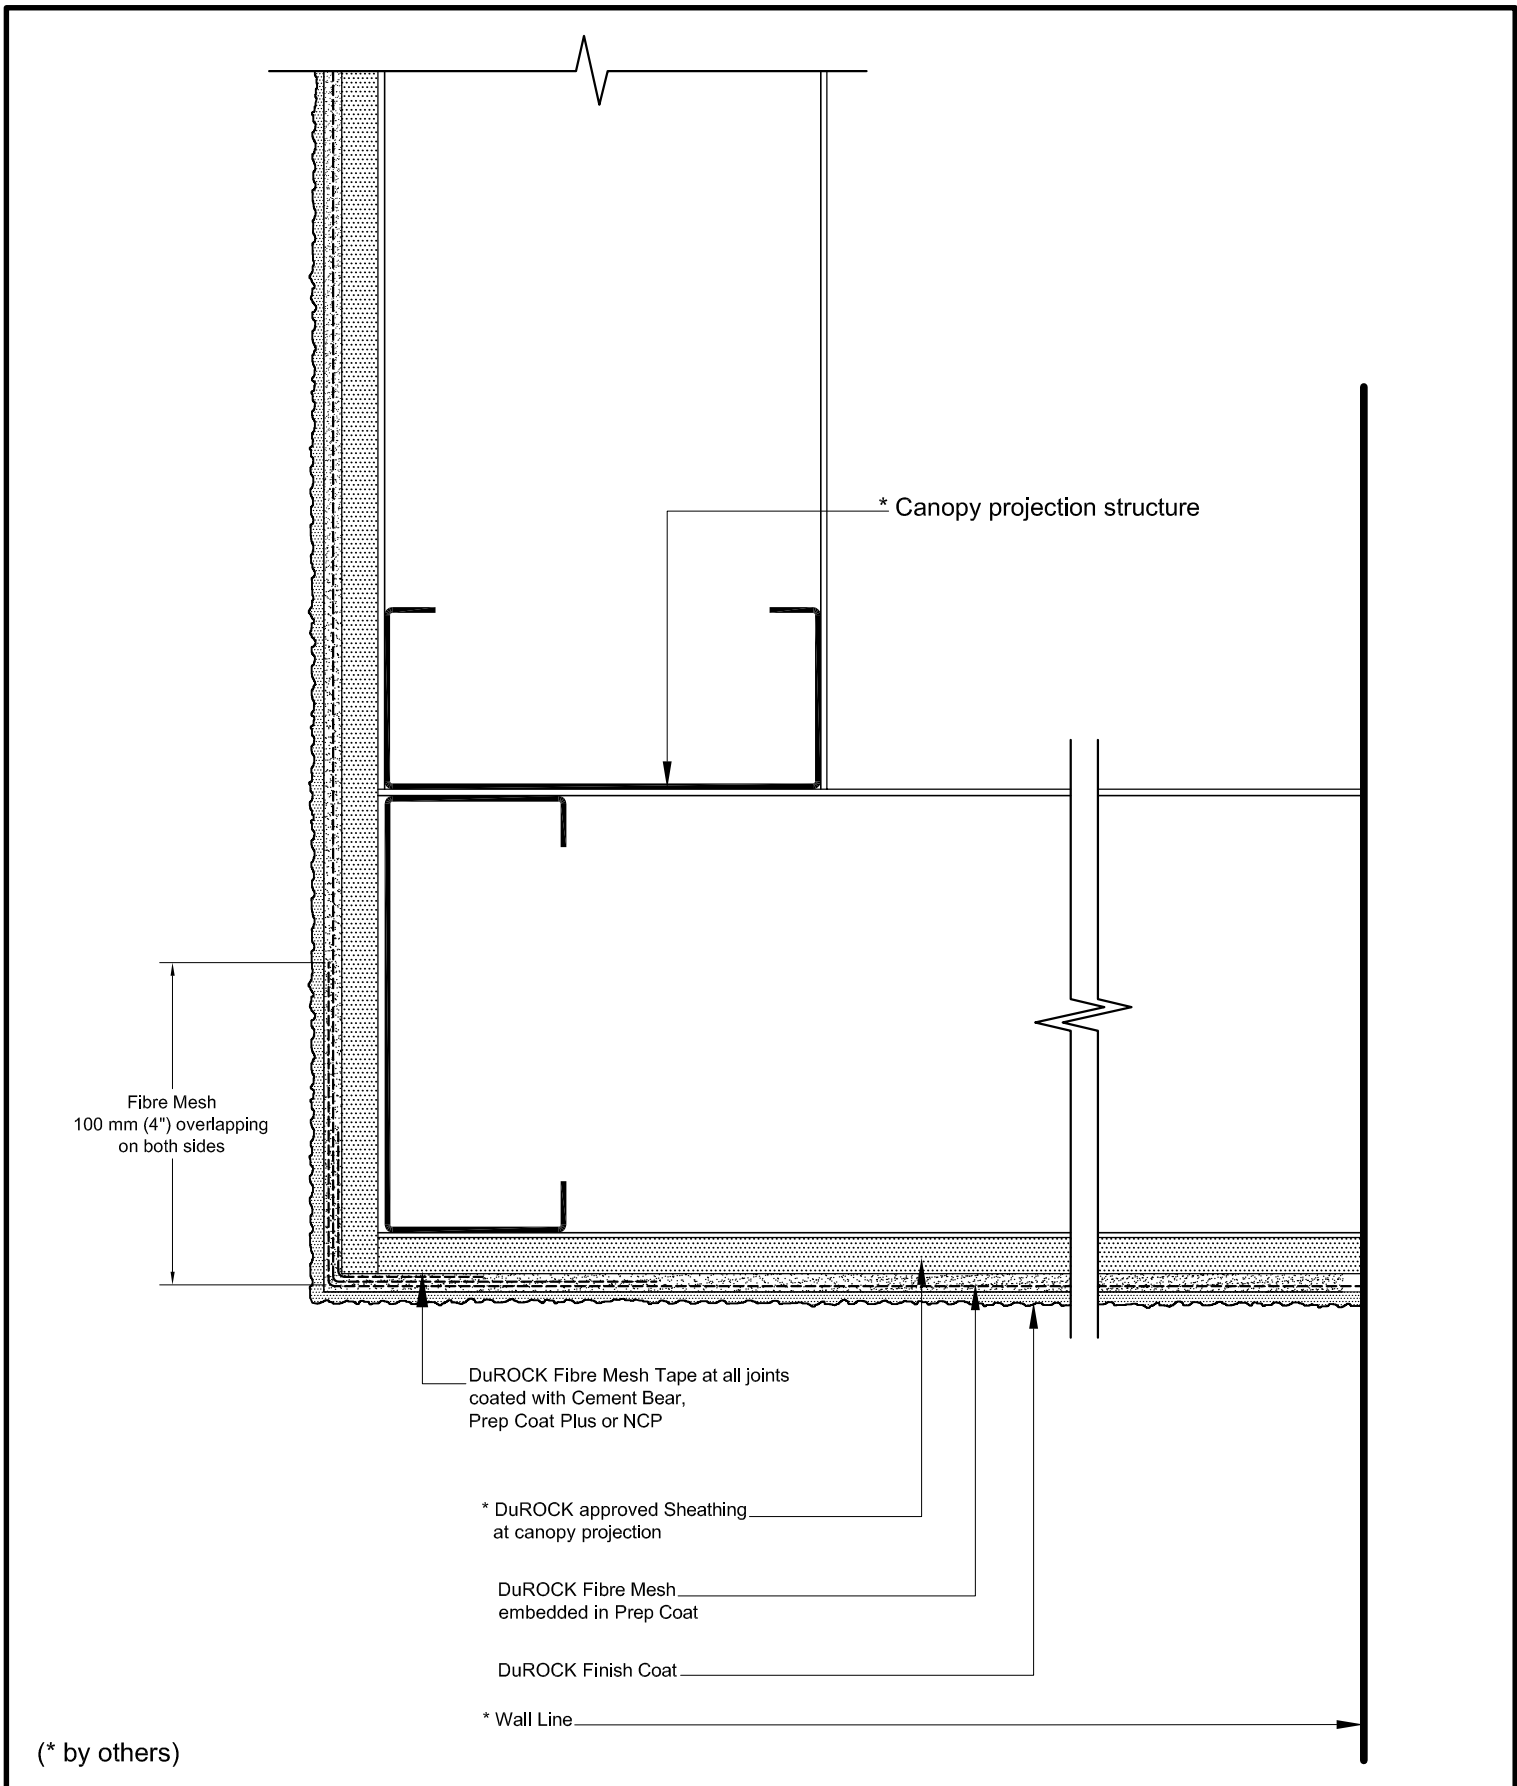 * Canopy projection structure
Fibre Mesh
100 mm (4") overlapping
on both sides
DuROCK Fibre Mesh Tape at all joints
coated with Cement Bear,
Prep Coat Plus or NCP
* DuROCK approved Sheathing
at canopy projection
DuROCK Fibre Mesh
embedded in Prep Coat
DuROCK Finish Coat
* Wall Line
(* by others)